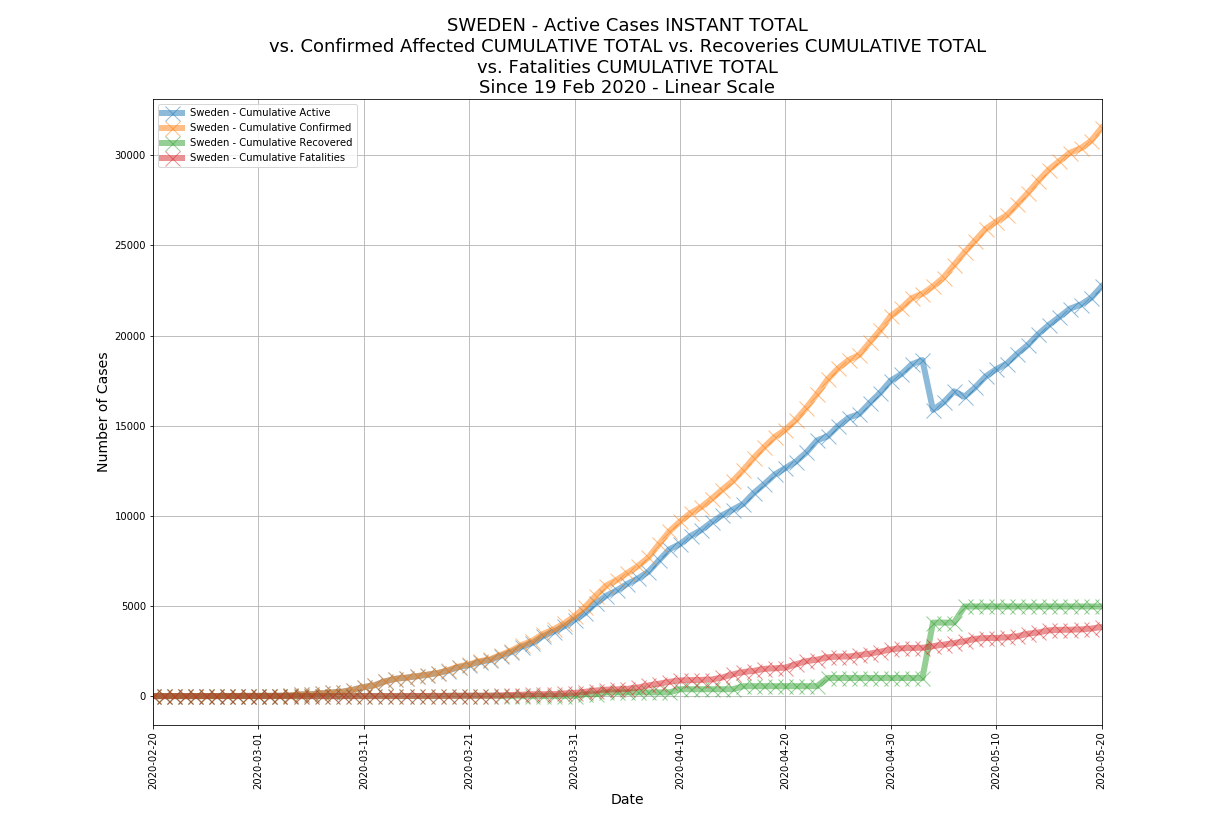 SWEDEN - Active Cases INSTANT TOTAL
vs. Confirmed Affected CUMULATIVE TOTAL vs. Recoveries CUMULATIVE TOTAL
vs. Fatalities CUMULATIVE TOTAL
Since 19 Feb 2020 - Linear Scale
Sweden - Cumulative Active
Sweden - Cumulative Confirmed
Sweden - Cumulative Recovered
Sweden - Cumulative Fatalities
Number of Cases
30000
25000
20000
15000
10000
5000
0
2020-02-20
2020-03-01
2020-03-11
2020-03-21
2020-03-31
2020-04-10
2020-04-20
2020-04-30
2020-05-10
2020-05-20
Date